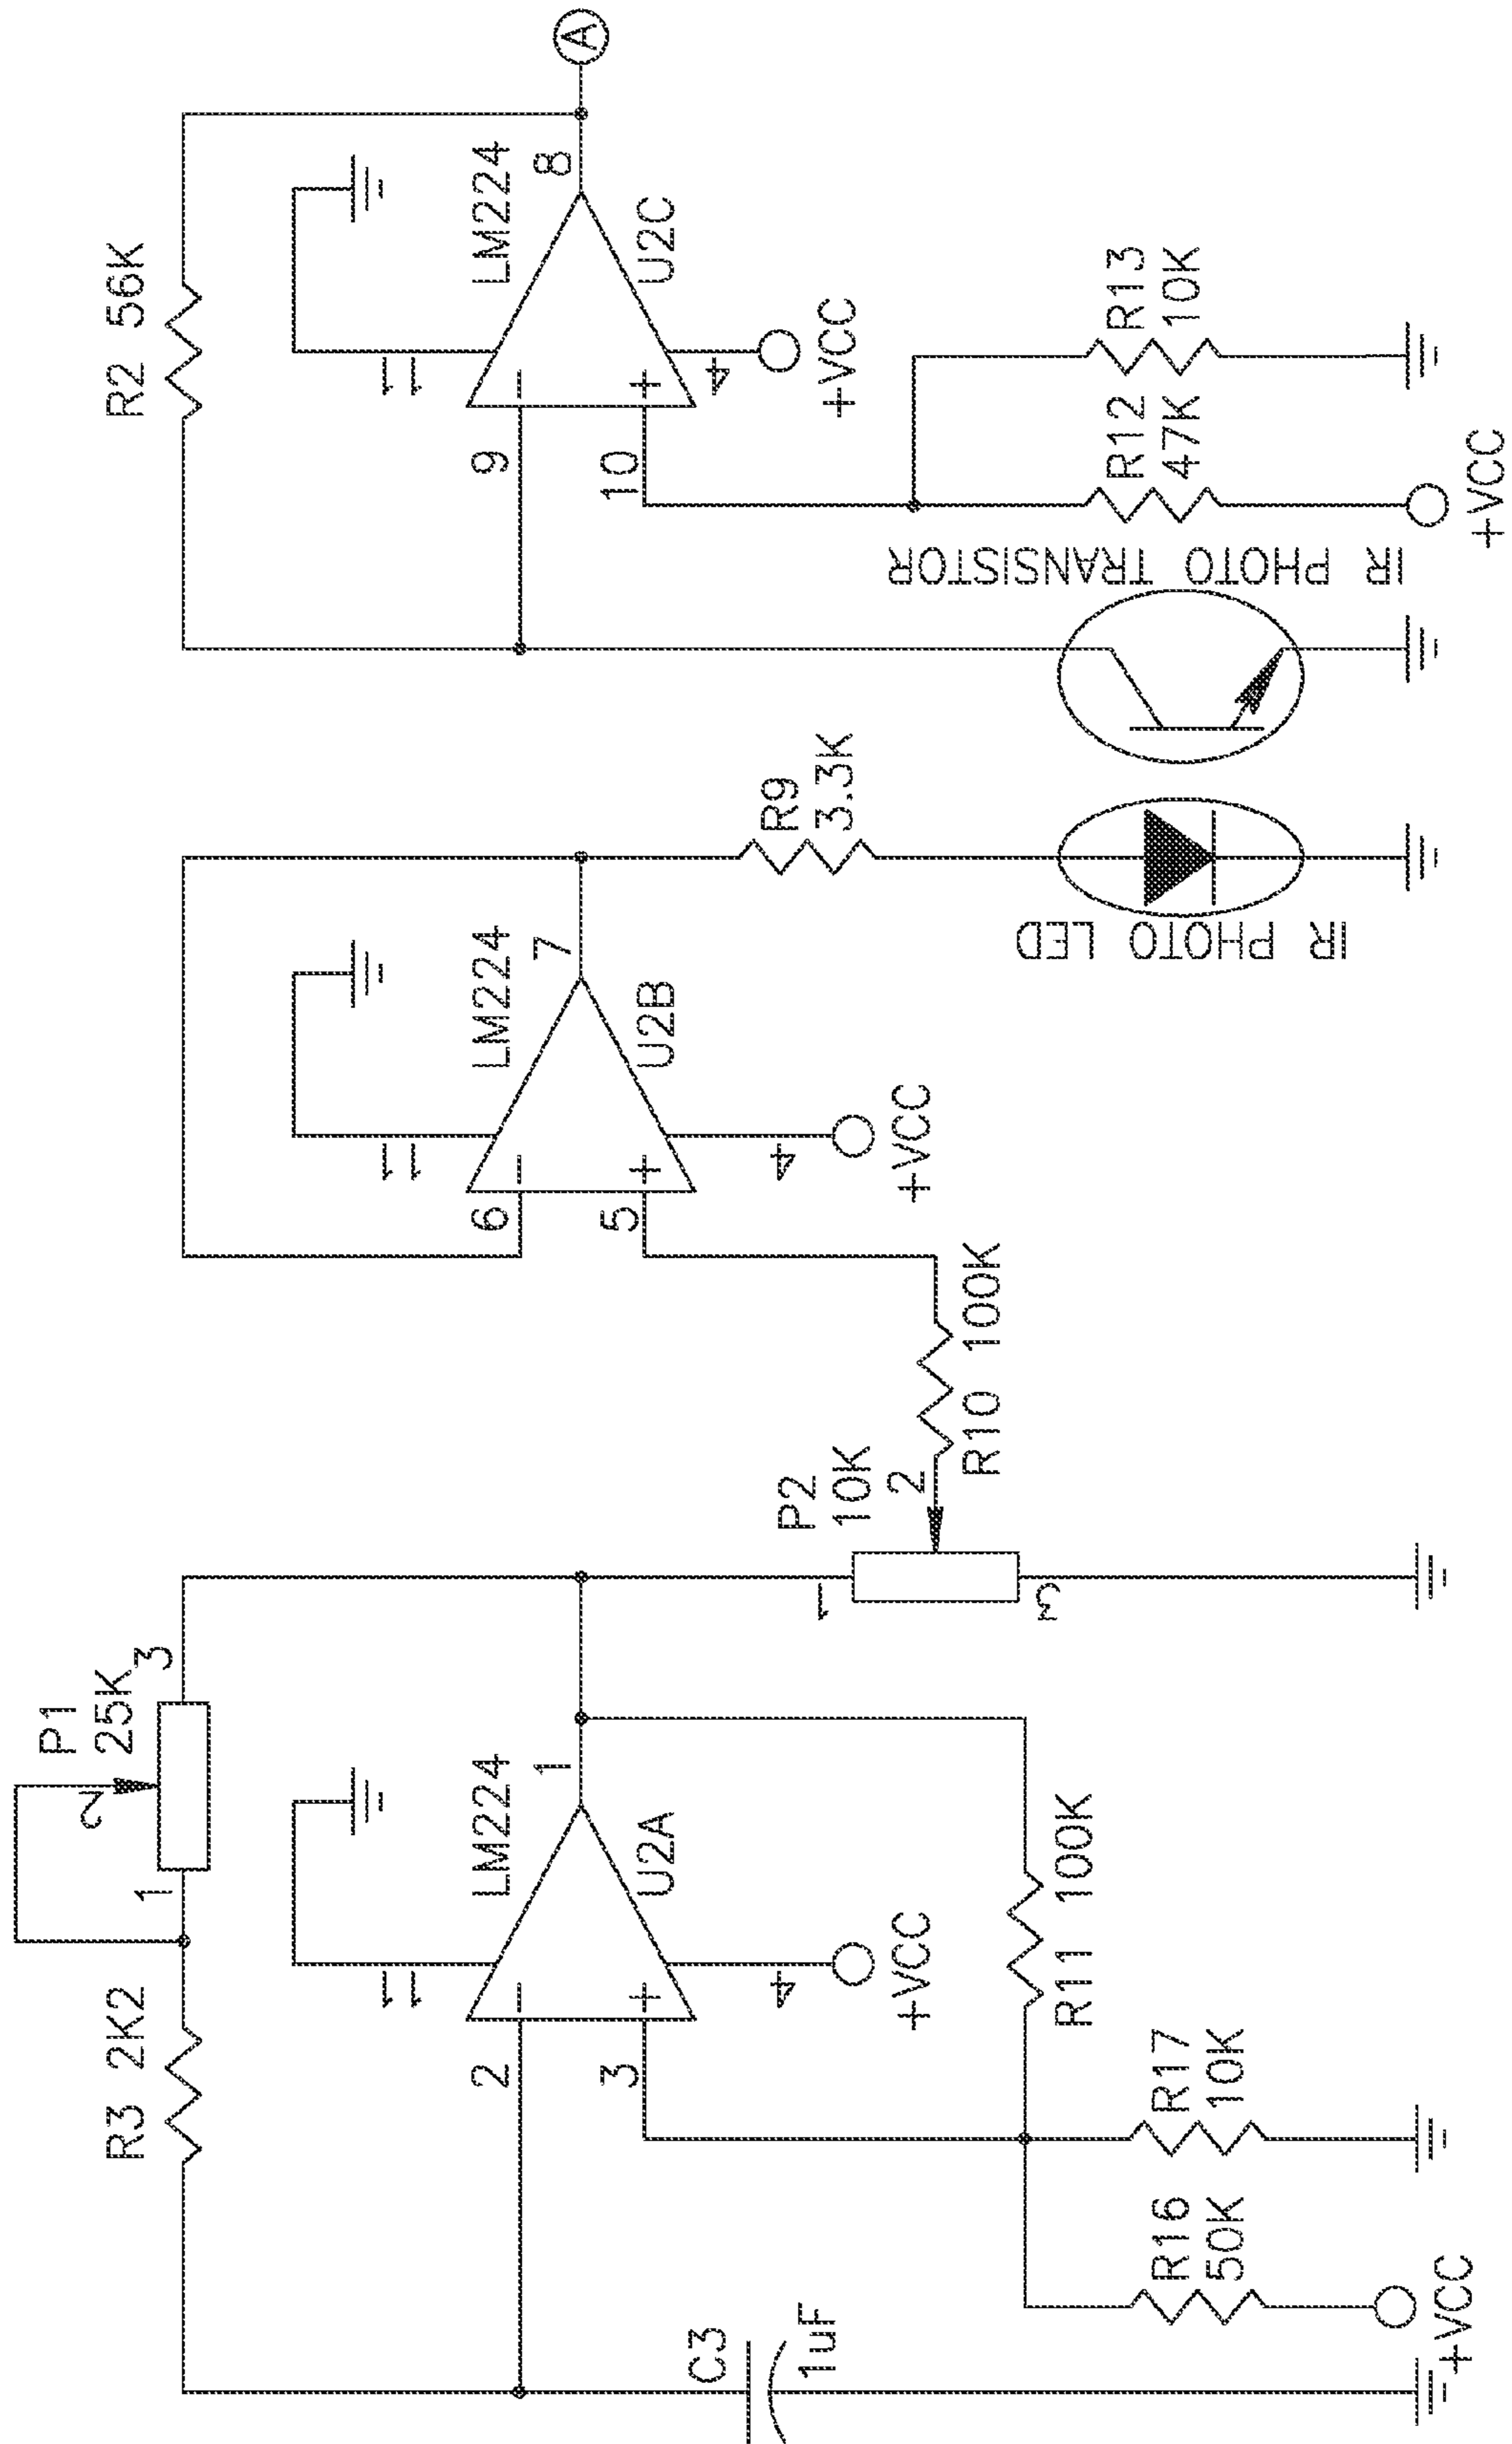 P1
25K
2
1
3
R3 2K2
LM224
11
2
3
1
U2A
4
+VCC
R11 100K
R17
10K
R16
50K
+VCC
C3
1uF
P2
10K
1
2
3
R10 100K
LM224
11
6
5
7
U2B
4
+VCC
R9
3.3K
IR PHOTO LED
IR PHOTO TRANSISTOR
R2 56K
LM224
11
9
10
8
U2C
4
+VCC
R12
47K
R13
10K
+VCC
A